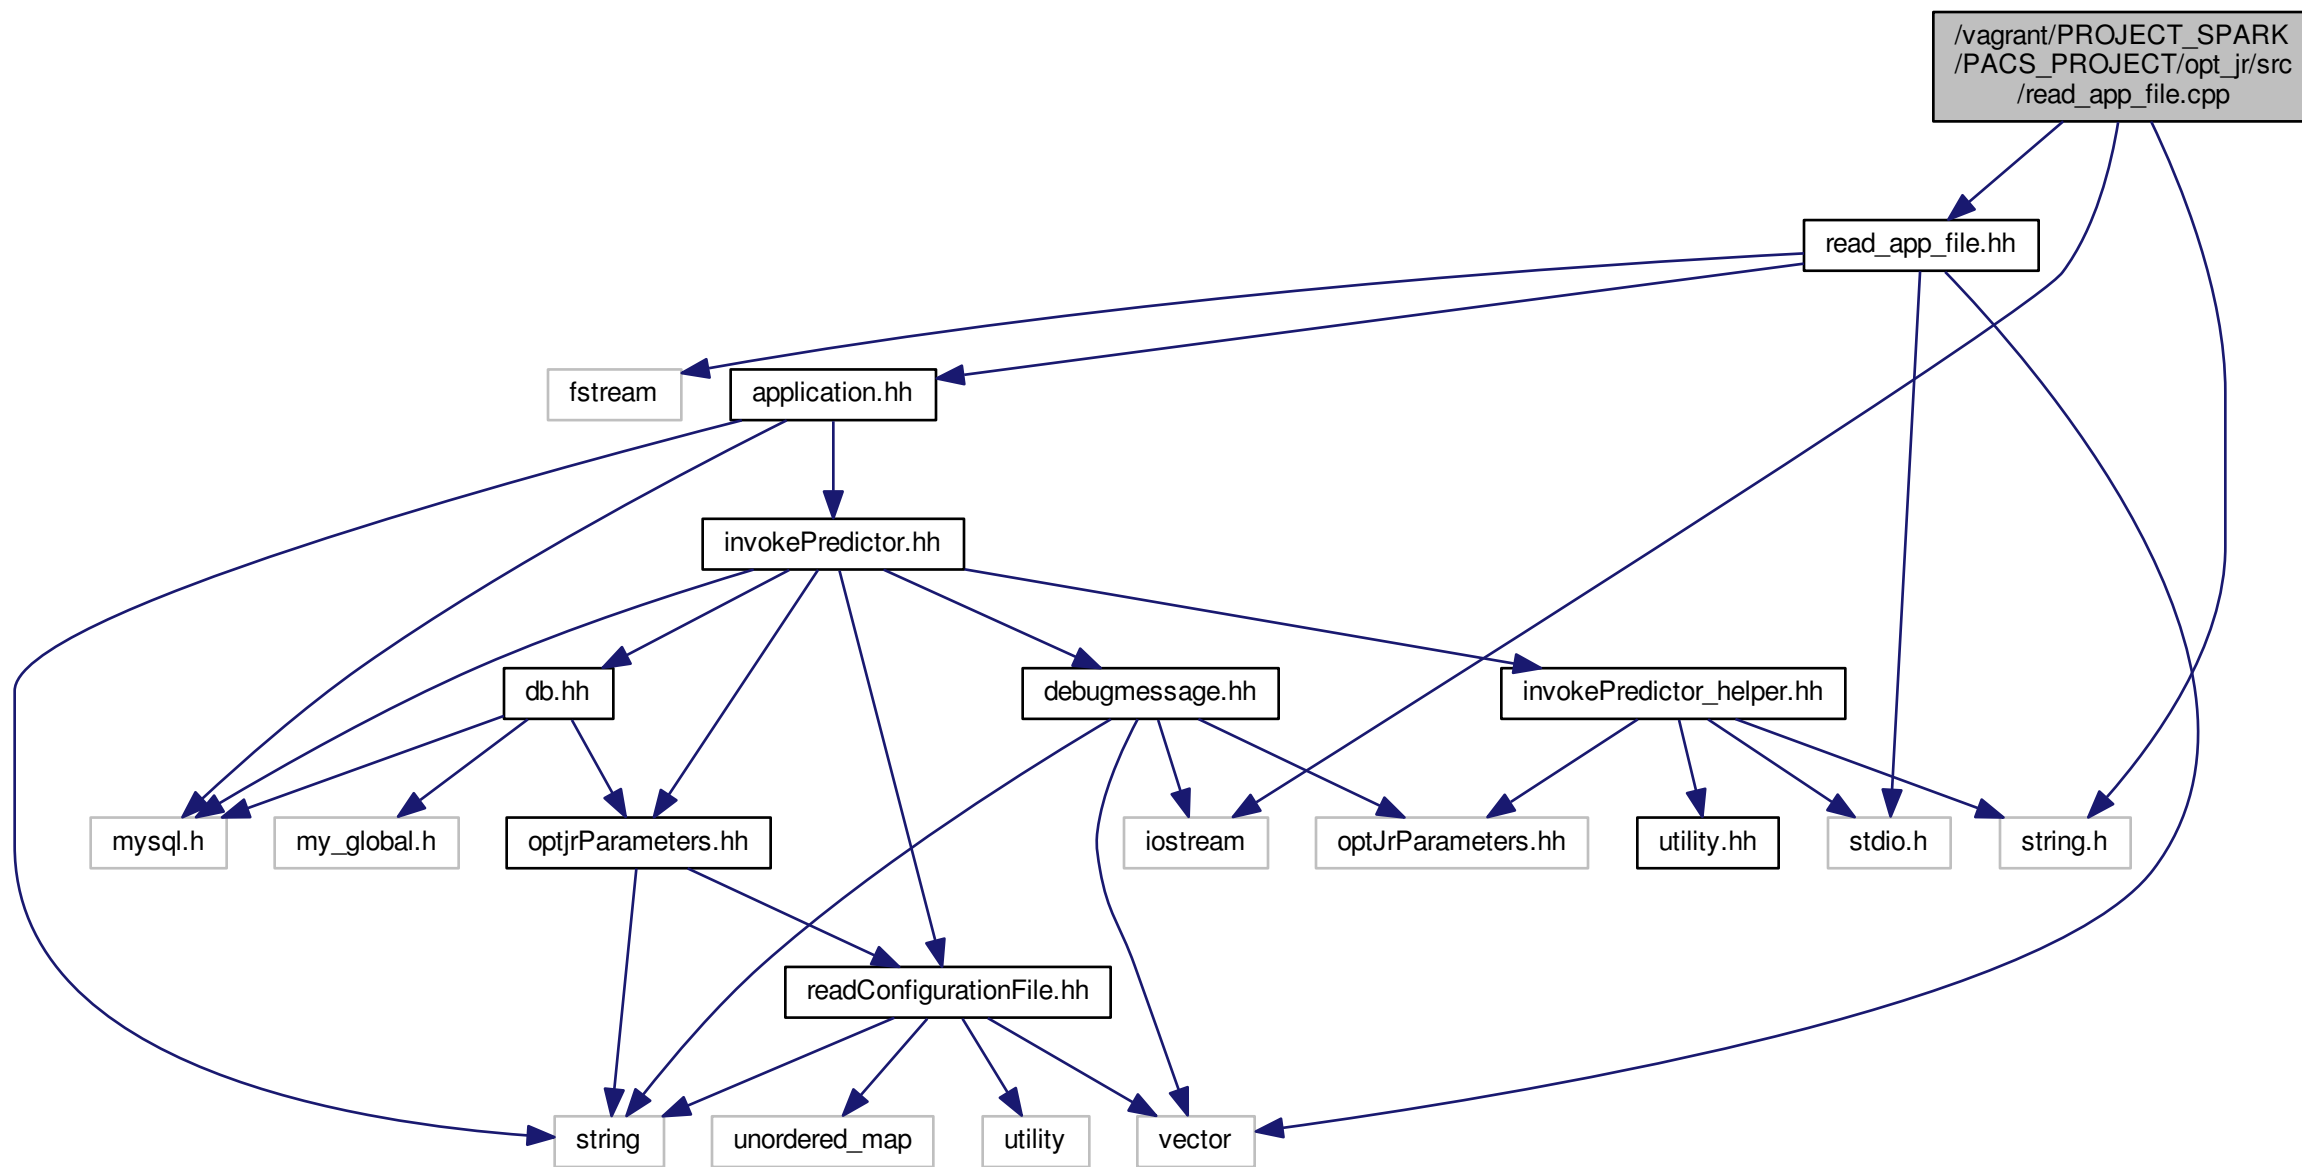 /vagrant/PROJECT_SPARK
/PACS_PROJECT/opt_jr/src
/read_app_file.cpp
read_app_file.hh
fstream
application.hh
invokePredictor.hh
db.hh
debugmessage.hh
invokePredictor_helper.hh
mysql.h
my_global.h
optjrParameters.hh
iostream
optJrParameters.hh
utility.hh
stdio.h
string.h
readConfigurationFile.hh
string
unordered_map
utility
vector